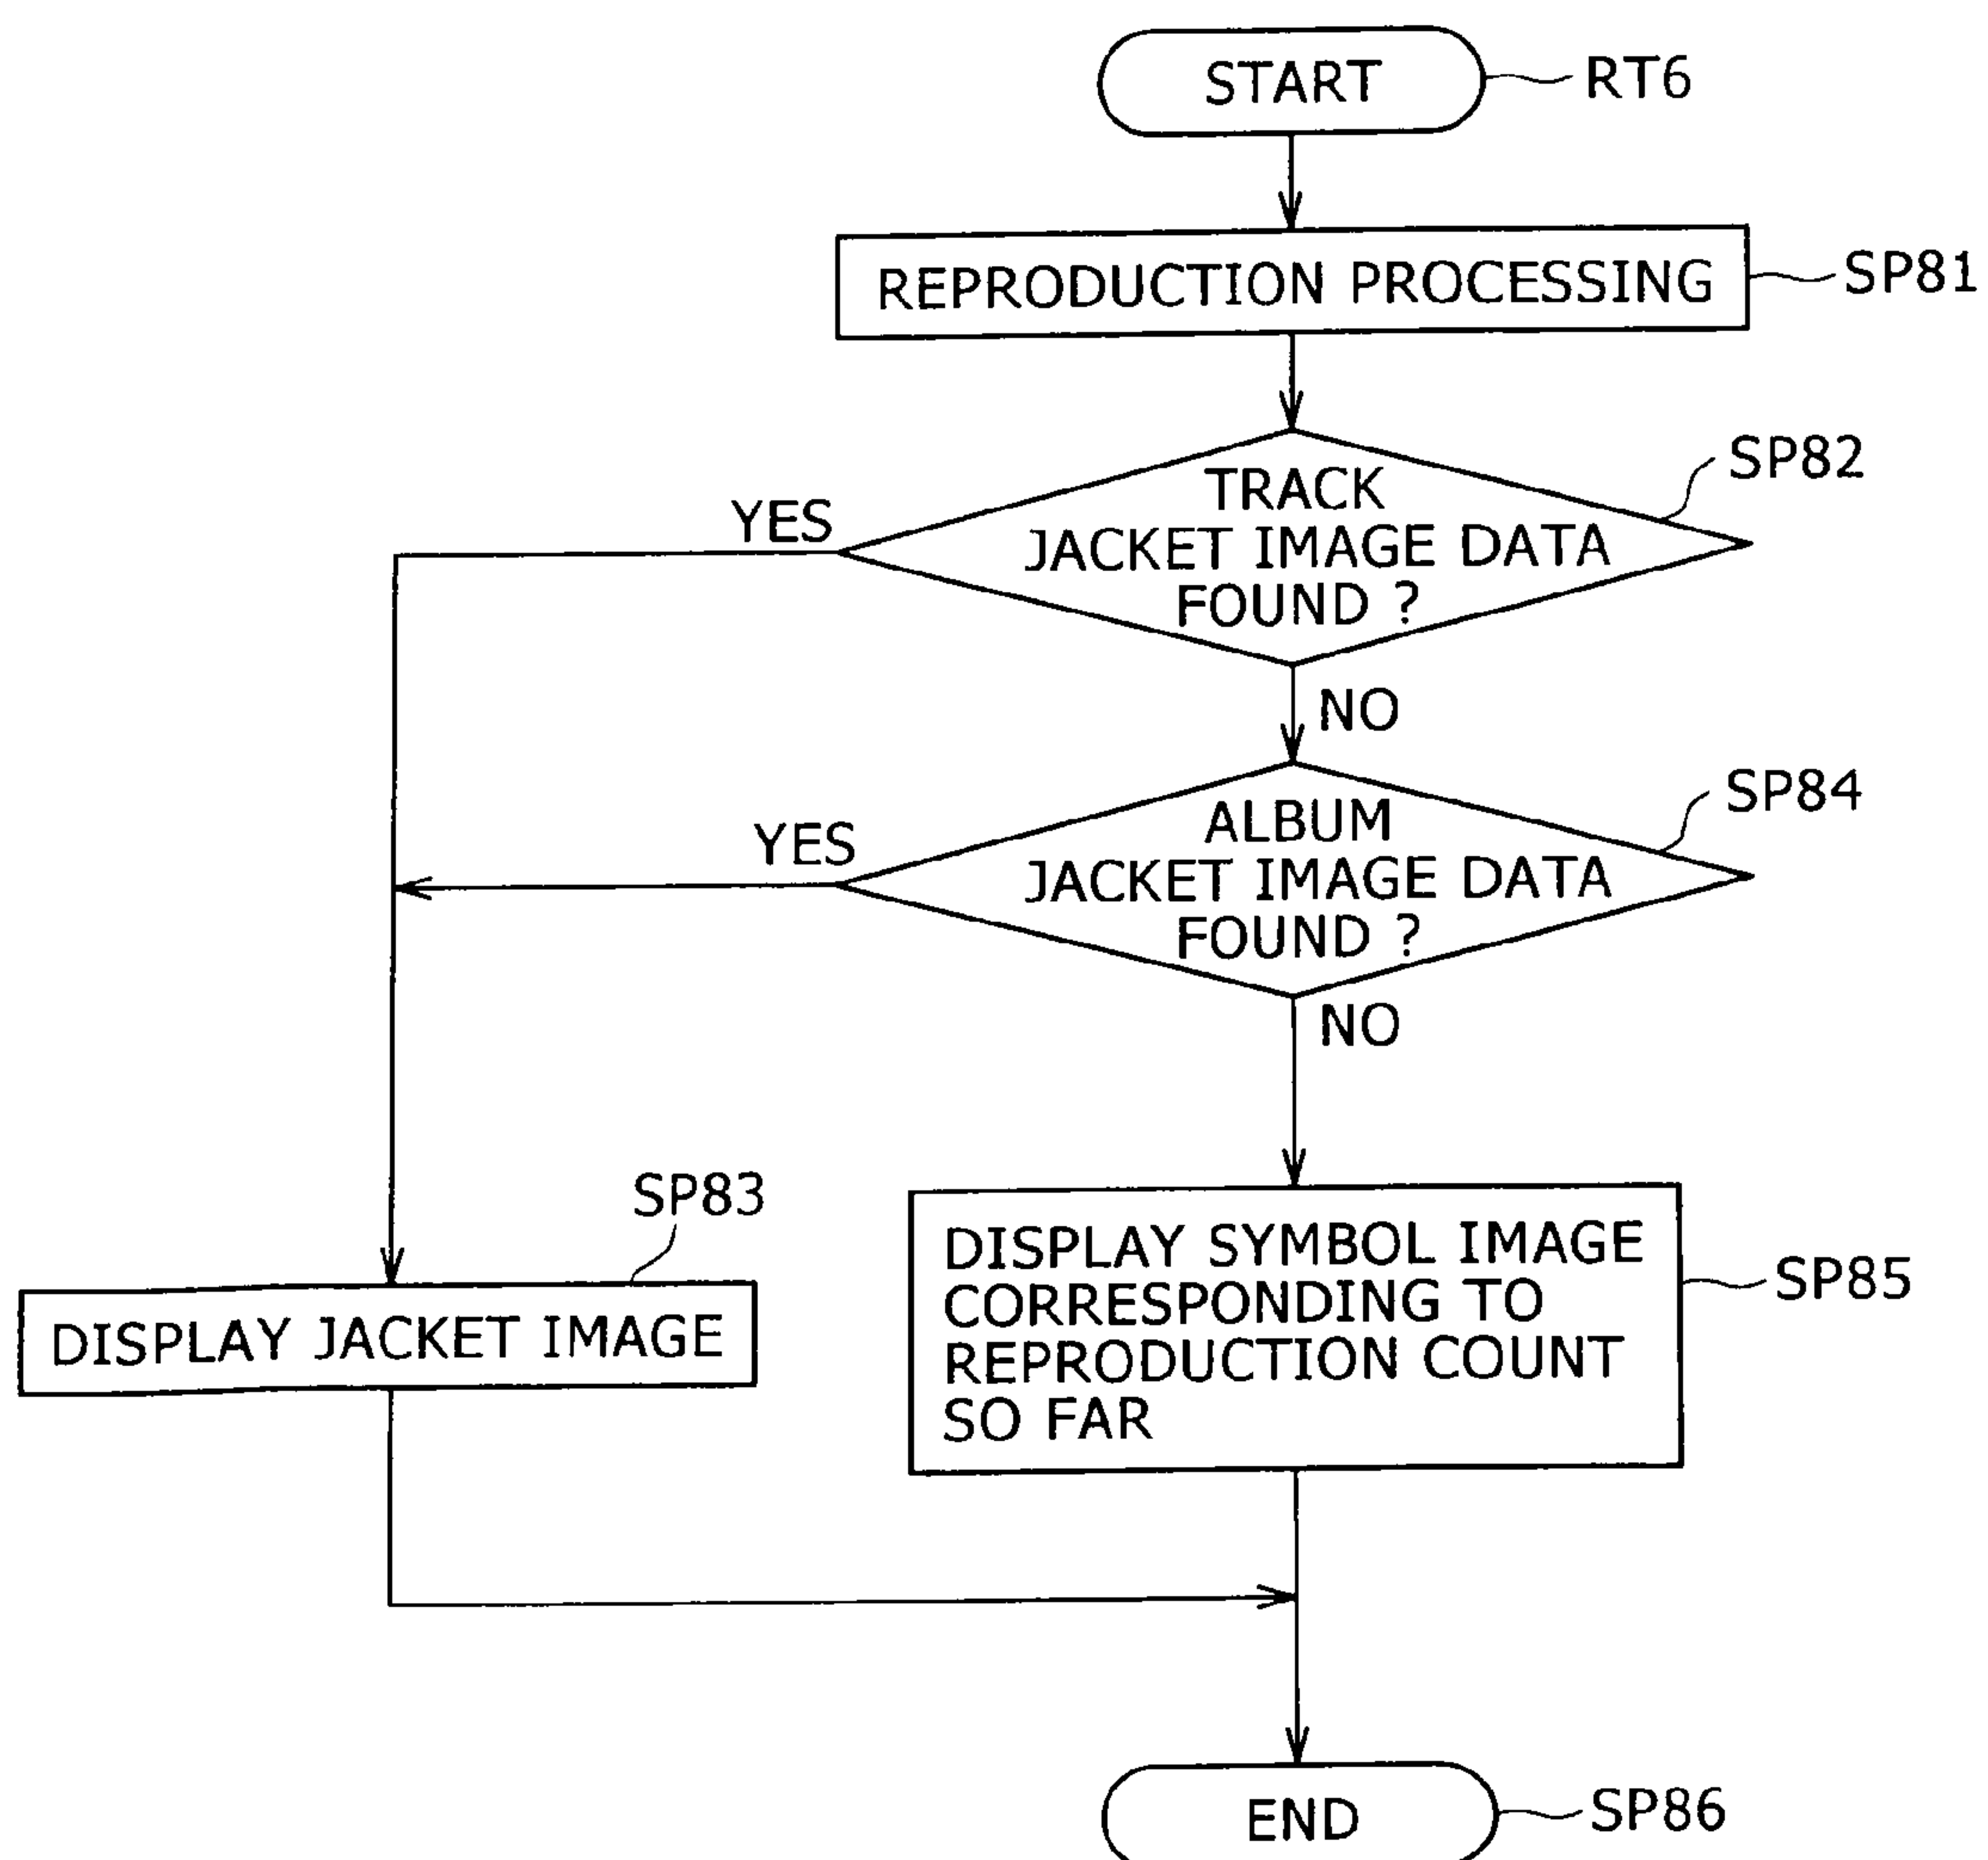 START
RT6
REPRODUCTION PROCESSING
SP81
SP82
TRACK
JACKET IMAGE DATA
FOUND ?
YES
NO
SP84
ALBUM
JACKET IMAGE DATA
FOUND ?
YES
NO
SP83
DISPLAY JACKET IMAGE
DISPLAY SYMBOL IMAGE
CORRESPONDING TO
REPRODUCTION COUNT
SO FAR
SP85
END
SP86